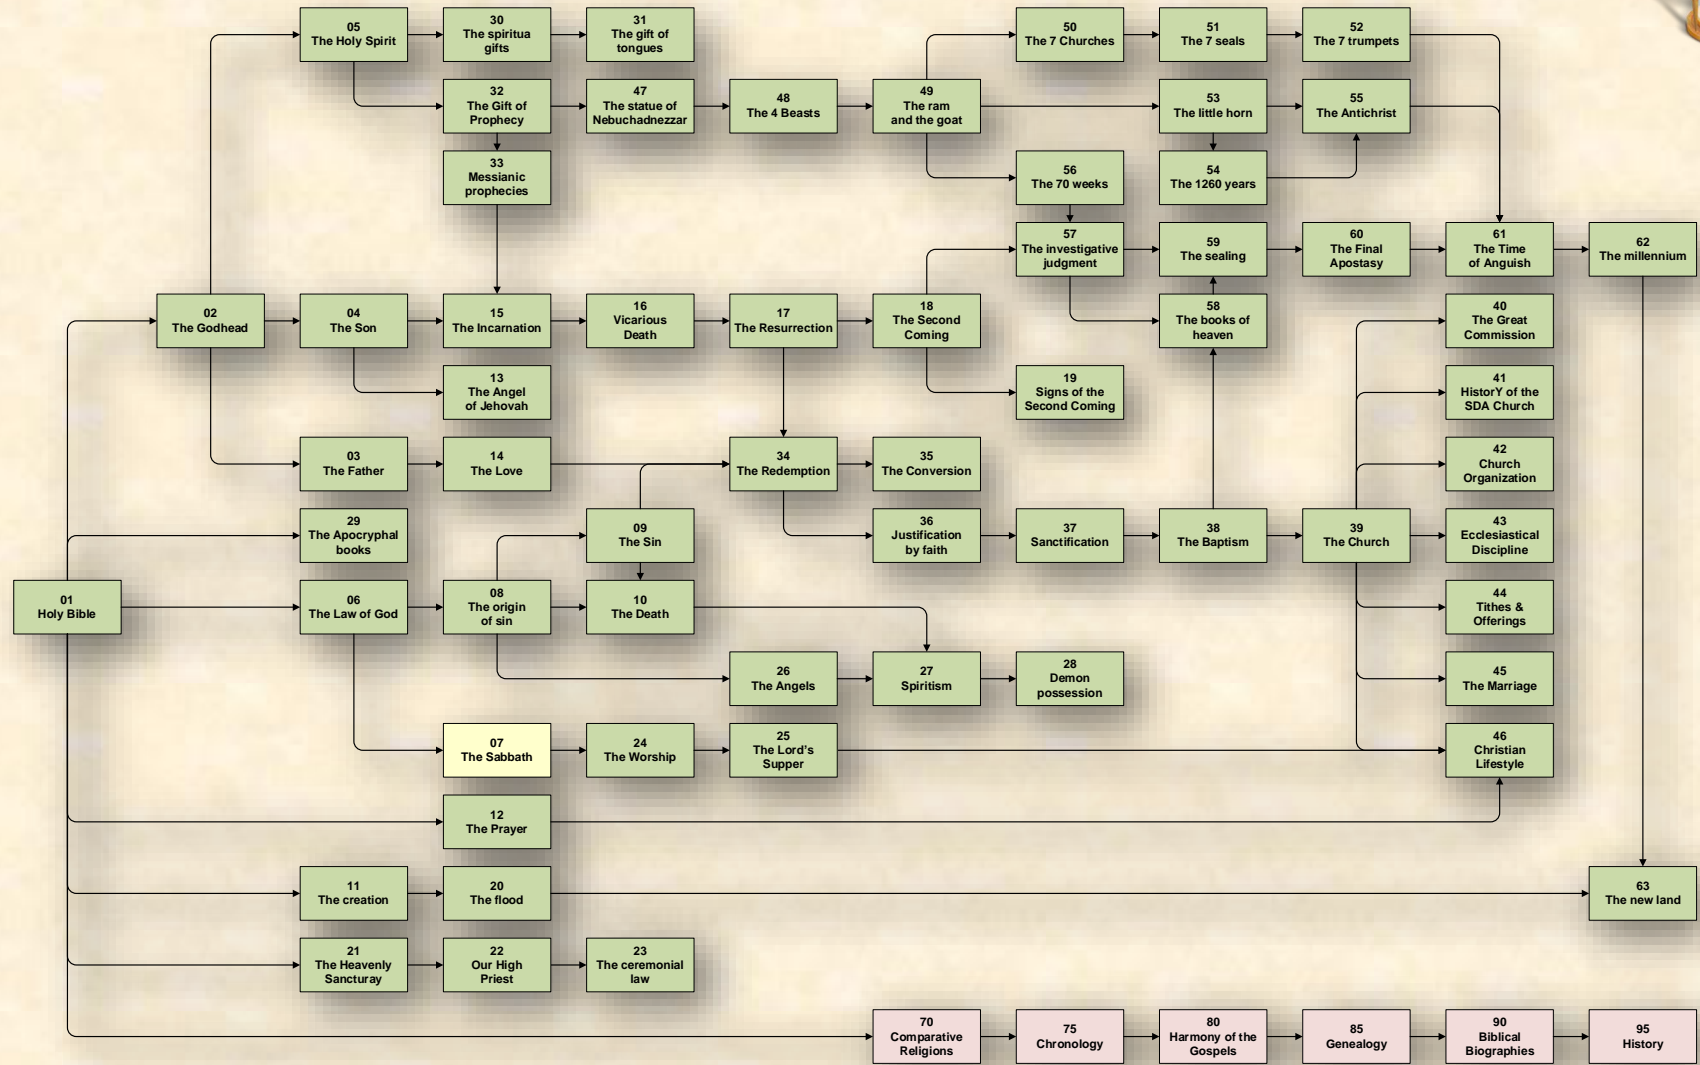 05
The Holy Spirit
30
The spiritua
gifts
31
The gift of
tongues
50
The 7 Churches
51
The 7 seals
52
The 7 trumpets
32
The Gift of
Prophecy
47
The statue of
Nebuchadnezzar
48
The 4 Beasts
49
The ram
and the goat
53
The little horn
55
The Antichrist
33
Messianic
prophecies
56
The 70 weeks
54
The 1260 years
57
The investigative
judgment
59
The sealing
60
The Final
Apostasy
61
The Time
of Anguish
62
The millennium
02
The Godhead
04
The Son
15
The Incarnation
16
Vicarious
Death
17
The Resurrection
18
The Second
Coming
58
The books of
heaven
40
The Great
Commission
13
The Angel
of Jehovah
19
Signs of the
Second Coming
41
HistorY of the
SDA Church
03
The Father
14
The Love
34
The Redemption
35
The Conversion
42
Church
Organization
29
The Apocryphal
books
09
The Sin
36
Justification
by faith
37
Sanctification
38
The Baptism
39
The Church
43
Ecclesiastical
Discipline
01
Holy Bible
06
The Law of God
08
The origin
of sin
10
The Death
44
Tithes &
Offerings
26
The Angels
27
Spiritism
28
Demon
possession
45
The Marriage
07
The Sabbath
24
The Worship
25
The Lord's
Supper
46
Christian
Lifestyle
12
The Prayer
11
The creation
20
The flood
63
The new land
21
The Heavenly
Sancturay
22
Our High
Priest
23
The ceremonial
law
70
Comparative
Religions
75
Chronology
80
Harmony of the
Gospels
85
Genealogy
90
Biblical
Biographies
95
History